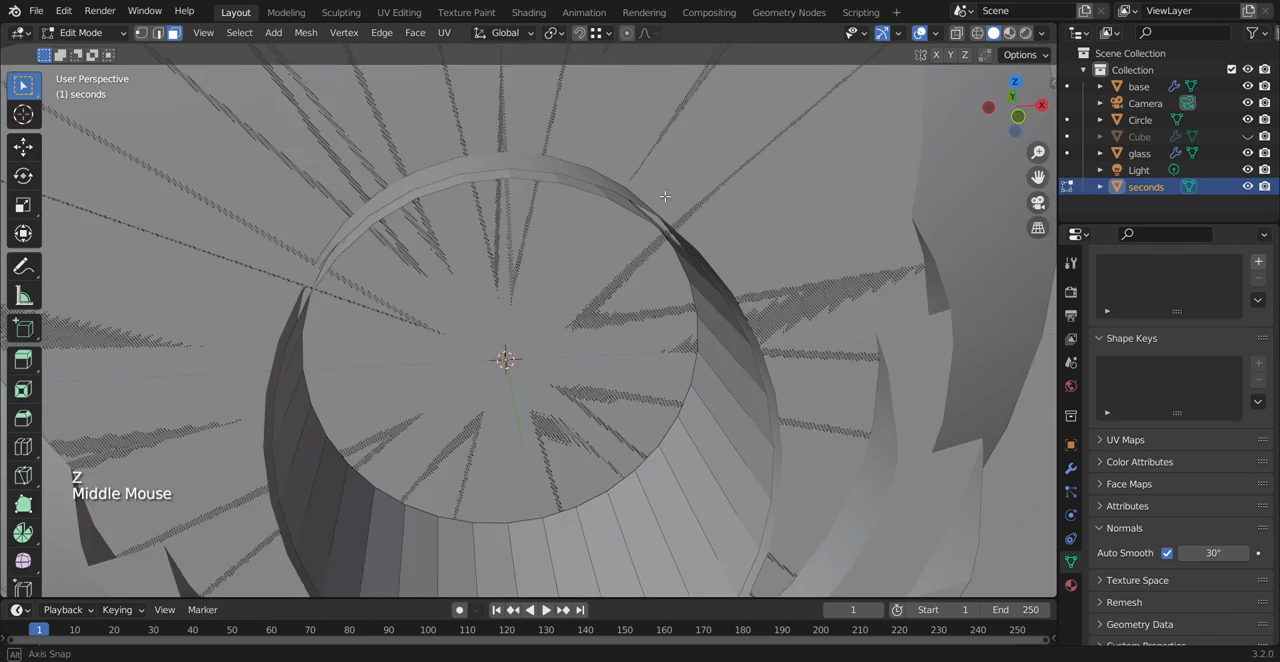 File Edit Render Window Help Layout Modeling Sculpting UV Editing Texture Paint Shading Animation Rendering Compositing Geometry Nodes Scripting + Scene ViewLayer
Edit Mode View Select Add Mesh Vertex Edge Face UV Global
X Y Z Options
User Perspective
(1) seconds
Z
Y
X
Z
Middle Mouse
Scene Collection
Collection
base
Camera
Circle
Cube
glass
Light
seconds
Shape Keys
UV Maps
Color Attributes
Face Maps
Attributes
Normals
Auto Smooth 30°
Texture Space
Remesh
Geometry Data
Custom Properties
Playback Keying View Marker 1 Start 1 End 250
1 10 20 30 40 50 60 70 80 90 100 110 120 130 140 150 160 170 180 190 200 210 220 230 240 250
Alt Axis Snap 3.2.0